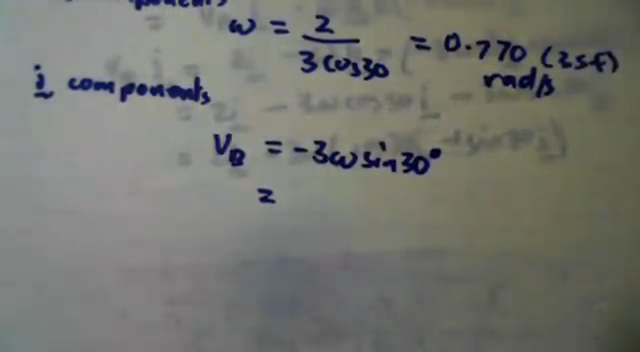 ω = 2 / 3cos30 = 0.770 (3sf) rad/s
i components
V_B = -3ω sin30°
=